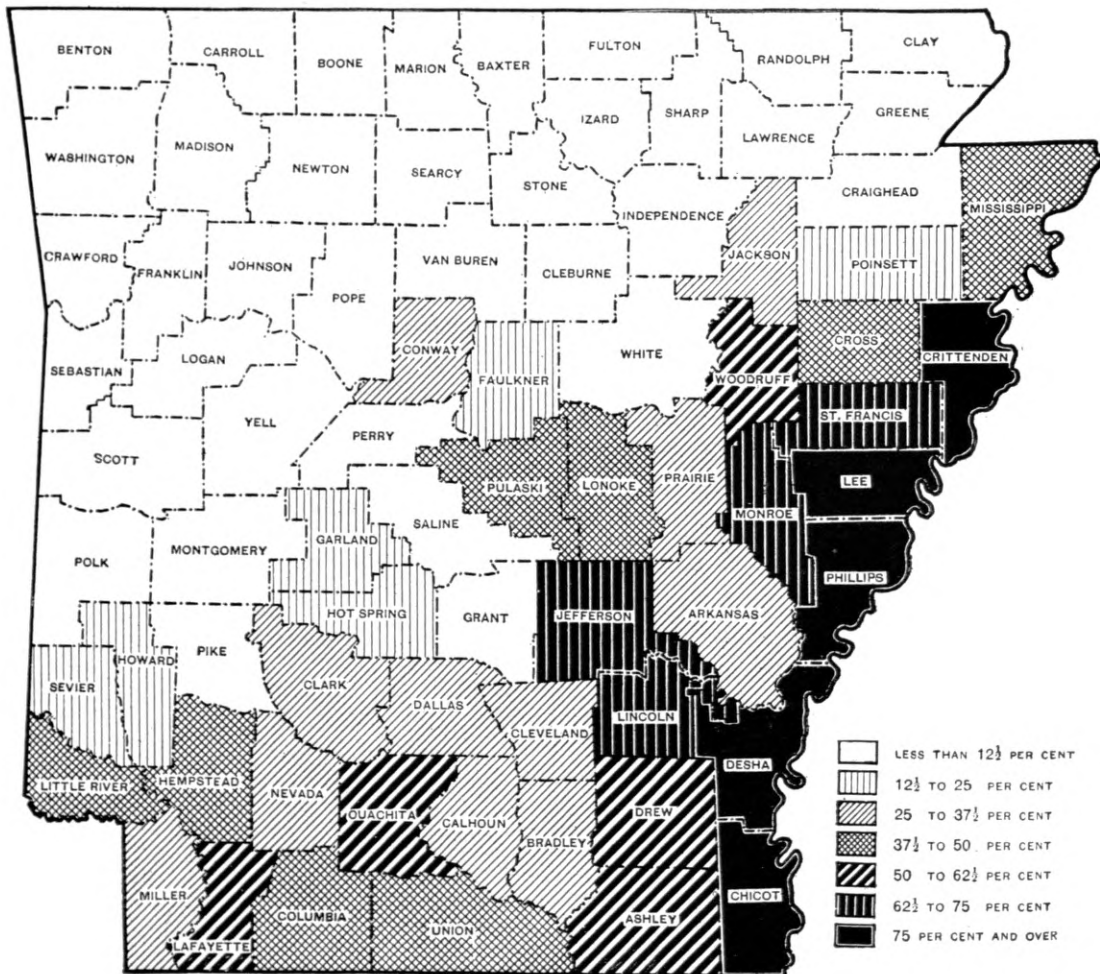 BENTON
CARROLL
BOONE
MARION
BAXTER
FULTON
RANDOLPH
CLAY
WASHINGTON
MADISON
NEWTON
SEARCY
STONE
IZARD
SHARP
LAWRENCE
GREENE
CRAWFORD
FRANKLIN
JOHNSON
POPE
VAN BUREN
CLEBURNE
INDEPENDENCE
JACKSON
CRAIGHEAD
POINSETT
MISSISSIPPI
SEBASTIAN
LOGAN
CONWAY
FAULKNER
WHITE
WOODRUFF
CROSS
CRITTENDEN
ST. FRANCIS
SCOTT
YELL
PERRY
PULASKI
LONOKE
PRAIRIE
MONROE
LEE
POLK
MONTGOMERY
GARLAND
SALINE
PHILLIPS
HOT SPRING
GRANT
JEFFERSON
ARKANSAS
SEVIER
HOWARD
PIKE
CLARK
DALLAS
CLEVELAND
LINCOLN
DESHA
LITTLE RIVER
HEMPSTEAD
NEVADA
OUACHITA
CALHOUN
BRADLEY
DREW
MILLER
LAFAYETTE
COLUMBIA
UNION
ASHLEY
CHICOT
LESS THAN 12½ PER CENT
12½ TO 25 PER CENT
25 TO 37½ PER CENT
37½ TO 50 PER CENT
50 TO 62½ PER CENT
62½ TO 75 PER CENT
75 PER CENT AND OVER